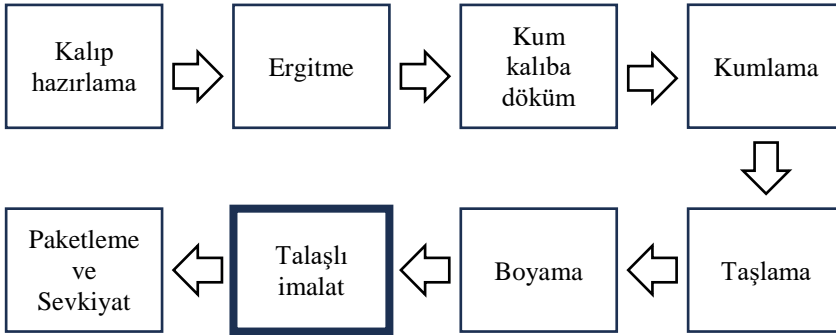 Kalıp
hazırlama
Ergitme
Kum
kalıba
döküm
Kumlama
Taşlama
Boyama
Talaşlı
imalat
Paketleme
ve
Sevkiyat